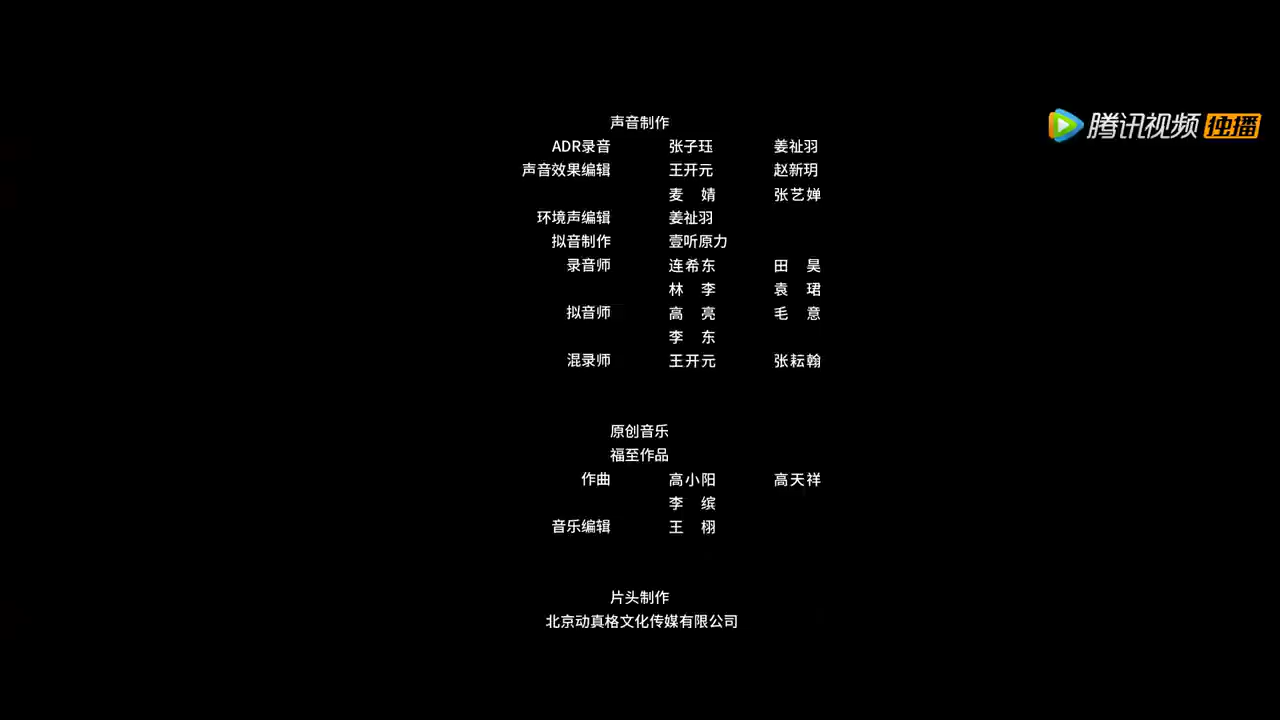 声音制作
ADR录音 张子珏 姜祉羽
声音效果编辑 王开元 赵新玥
麦 婧 张艺婵
环境声编辑 姜祉羽
拟音制作 壹听原力
录音师 连希东 田 昊
林 李 袁 珺
拟音师 高 亮 毛 意
李 东
混录师 王开元 张耘翰
原创音乐
福至作品
作曲 高小阳 高天祥
李 缤
音乐编辑 王 栩
片头制作
北京动真格文化传媒有限公司
腾讯视频 独播